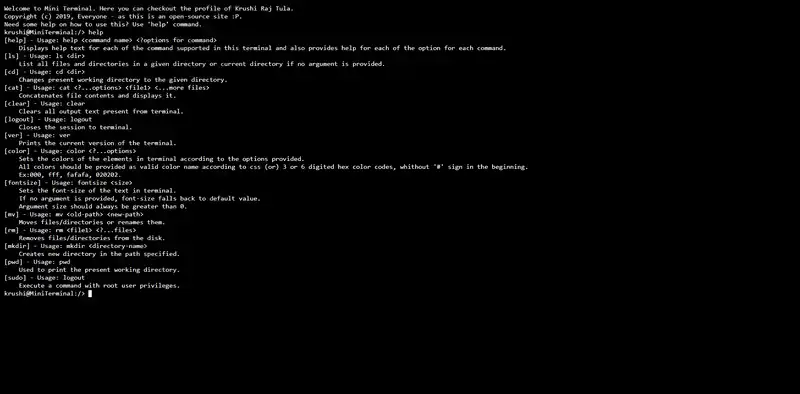 Welcome to Mini Terminal. Here you can checkout the profile of Krushi Raj Tula.
Copyright (c) 2019, Everyone - as this is an open-source site :P.
Need some help on how to use this? Use 'help' command.
krushi@MiniTerminal:/> help
[help] - Usage: help <command name> <?options for command>
Displays help text for each of the command supported in this terminal and also provides help for each of the option for each command.
[ls] - Usage: ls <dir>
List all files and directories in a given directory or current directory if no argument is provided.
[cd] - Usage: cd <dir>
Changes present working directory to the given directory.
[cat] - Usage: cat <?...options> <file1> <...more files>
Concatenates file contents and displays it.
[clear] - Usage: clear
Clears all output text present from terminal.
[logout] - Usage: logout
Closes the session to terminal.
[ver] - Usage: ver
Prints the current version of the terminal.
[color] - Usage: color <?...options>
Sets the colors of the elements in terminal according to the options provided.
All colors should be provided as valid color name according to css (or) 3 or 6 digited hex color codes, whithout '#' sign in the beginning.
Ex:000, fff, fafafa, 020202.
[fontsize] - Usage: fontsize <size>
Sets the font-size of the text in terminal.
If no argument is provided, font-size falls back to default value.
Argument size should always be greater than 0.
[mv] - Usage: mv <old-path> <new-path>
Moves files/directories or renames them.
[rm] - Usage: rm <file1> <?...files>
Removes files/directories from the disk.
[mkdir] - Usage: mkdir <directory-name>
Creates new directory in the path specified.
[pwd] - Usage: pwd
Used to print the present working directory.
[sudo] - Usage: logout
Execute a command with root user privileges.
krushi@MiniTerminal:/>